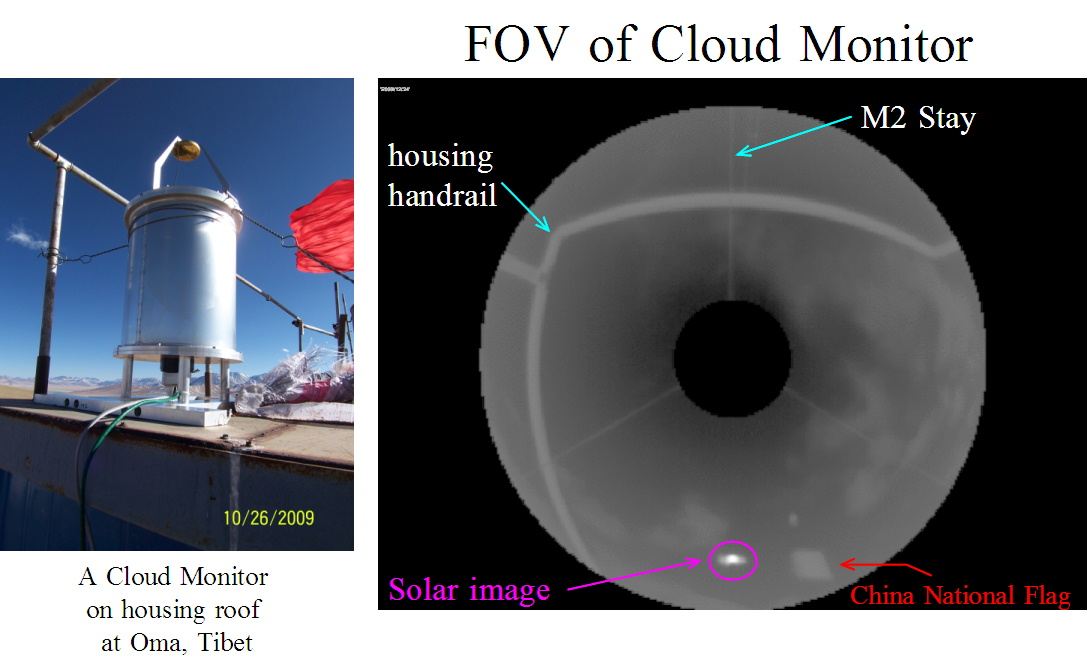 FOV of Cloud Monitor
M2 Stay
housing
handrail
Solar image
China National Flag
10/26/2009
A Cloud Monitor
on housing roof
at Oma, Tibet